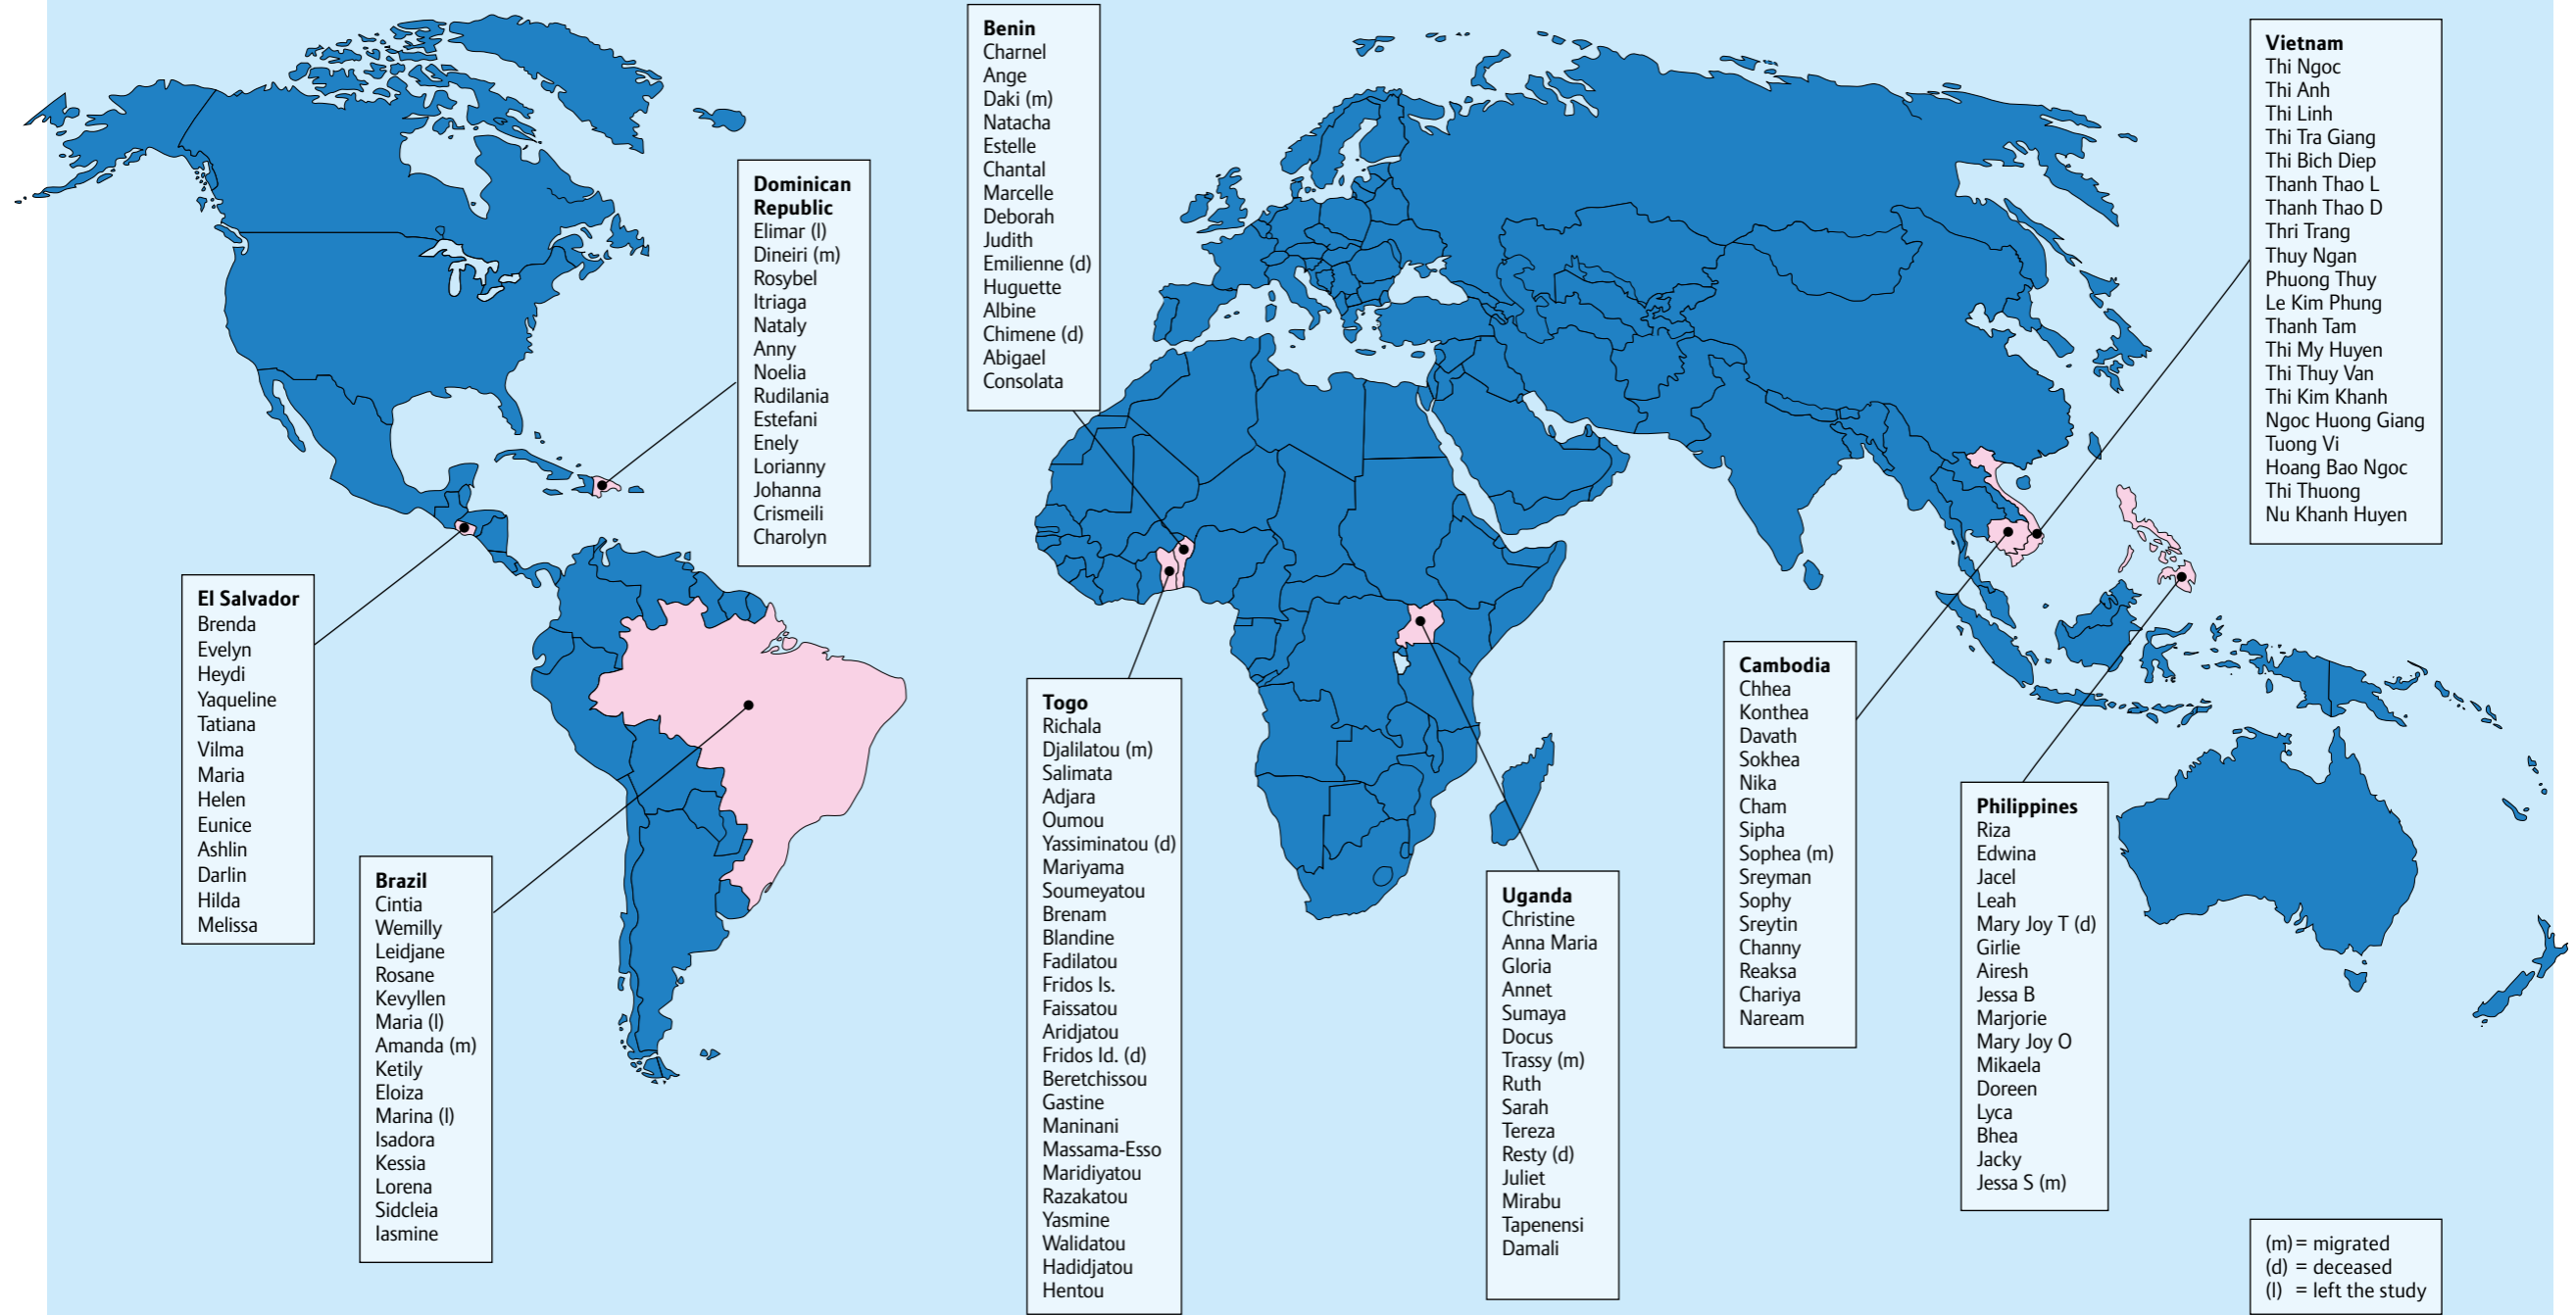 Benin
Charnel
Ange
Daki (m)
Natacha
Estelle
Chantal
Marcelle
Deborah
Judith
Emilienne (d)
Huguette
Albine
Chimene (d)
Abigael
Consolata
Vietnam
Thi Ngoc
Thi Anh
Thi Linh
Thi Tra Giang
Thi Bich Diep
Thanh Thao L
Thanh Thao D
Thri Trang
Thuy Ngan
Phuong Thuy
Le Kim Phung
Thanh Tam
Thi My Huyen
Thi Thuy Van
Thi Kim Khanh
Ngoc Huong Giang
Tuong Vi
Hoang Bao Ngoc
Thi Thuong
Nu Khanh Huyen
Dominican
Republic
Elimar (l)
Dineiri (m)
Rosybel
Itriaga
Nataly
Anny
Noelia
Rudilania
Estefani
Enely
Lorianny
Johanna
Crismeili
Charolyn
El Salvador
Brenda
Evelyn
Heydi
Yaqueline
Tatiana
Vilma
Maria
Helen
Eunice
Ashlin
Darlin
Hilda
Melissa
Brazil
Cintia
Wemilly
Leidjane
Rosane
Kevyllen
Maria (l)
Amanda (m)
Ketily
Eloiza
Marina (l)
Isadora
Kessia
Lorena
Sidcleia
Iasmine
Togo
Richala
Djalilatou (m)
Salimata
Adjara
Oumou
Yassiminatou (d)
Mariyama
Soumeyatou
Brenam
Blandine
Fadilatou
Fridos Is.
Faissatou
Aridjatou
Fridos Id. (d)
Beretchissou
Gastine
Maninani
Massama-Esso
Maridiyatou
Razakatou
Yasmine
Walidatou
Hadidjatou
Hentou
Uganda
Christine
Anna Maria
Gloria
Annet
Sumaya
Docus
Trassy (m)
Ruth
Sarah
Tereza
Resty (d)
Juliet
Mirabu
Tapenensi
Damali
Cambodia
Chhea
Konthea
Davath
Sokhea
Nika
Cham
Sipha
Sophea (m)
Sreyman
Sophy
Sreytin
Channy
Reaksa
Chariya
Naream
Philippines
Riza
Edwina
Jacel
Leah
Mary Joy T (d)
Girlie
Airesh
Jessa B
Marjorie
Mary Joy O
Mikaela
Doreen
Lyca
Bhea
Jacky
Jessa S (m)
(m) = migrated
(d) = deceased
(l) = left the study